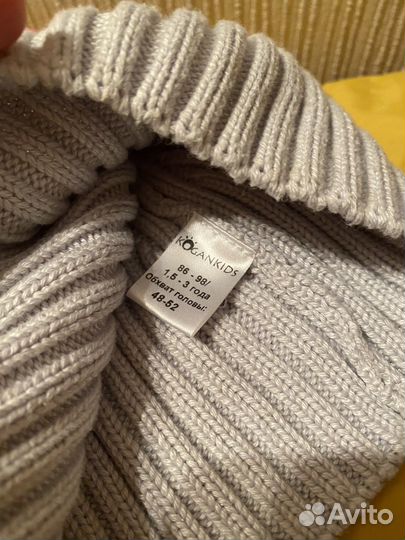 KOGANKIDS
86 - 98/
1,5 - 3 года
Обхват головы:
48-52
Avito